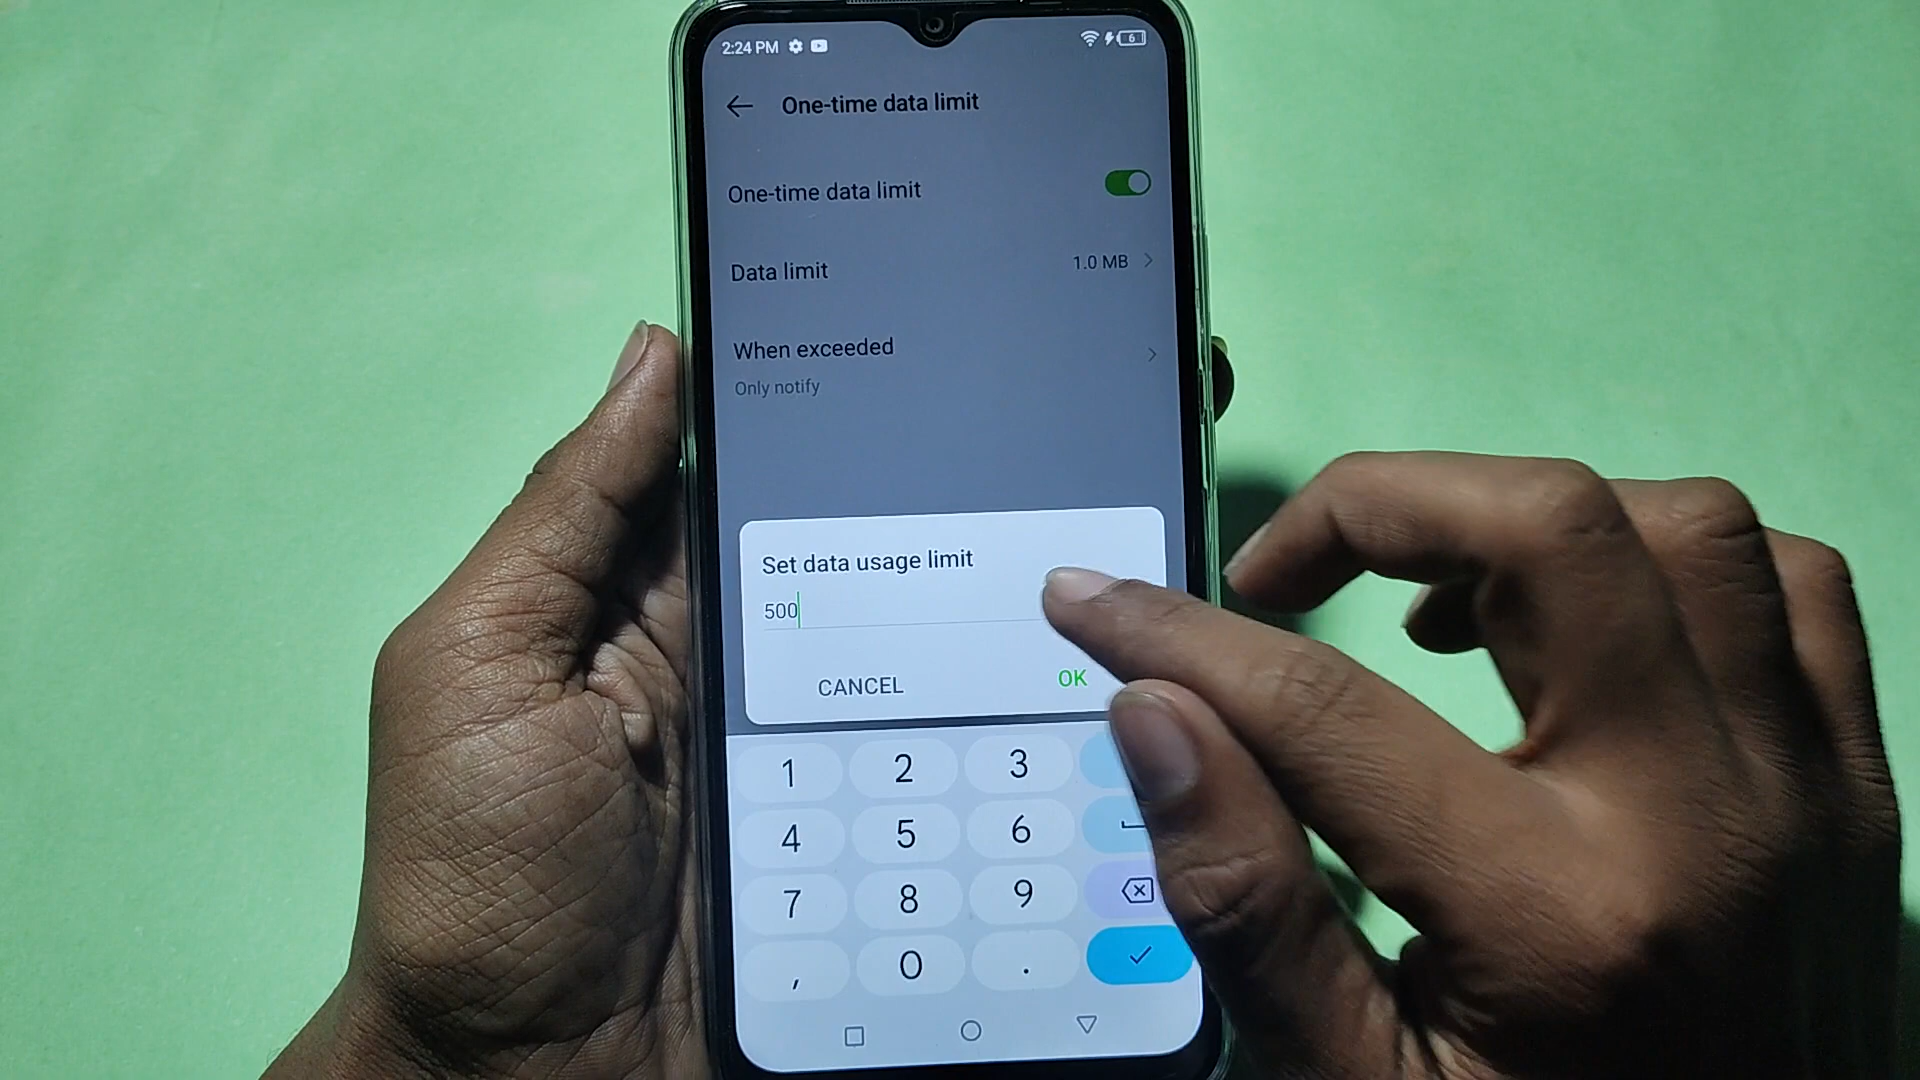 2:24 PM
6
One-time data limit
One-time data limit
Data limit
1.0 MB
When exceeded
Only notify
Set data usage limit
500
CANCEL
OK
1 2 3
4 5 6
7 8 9
, 0 .